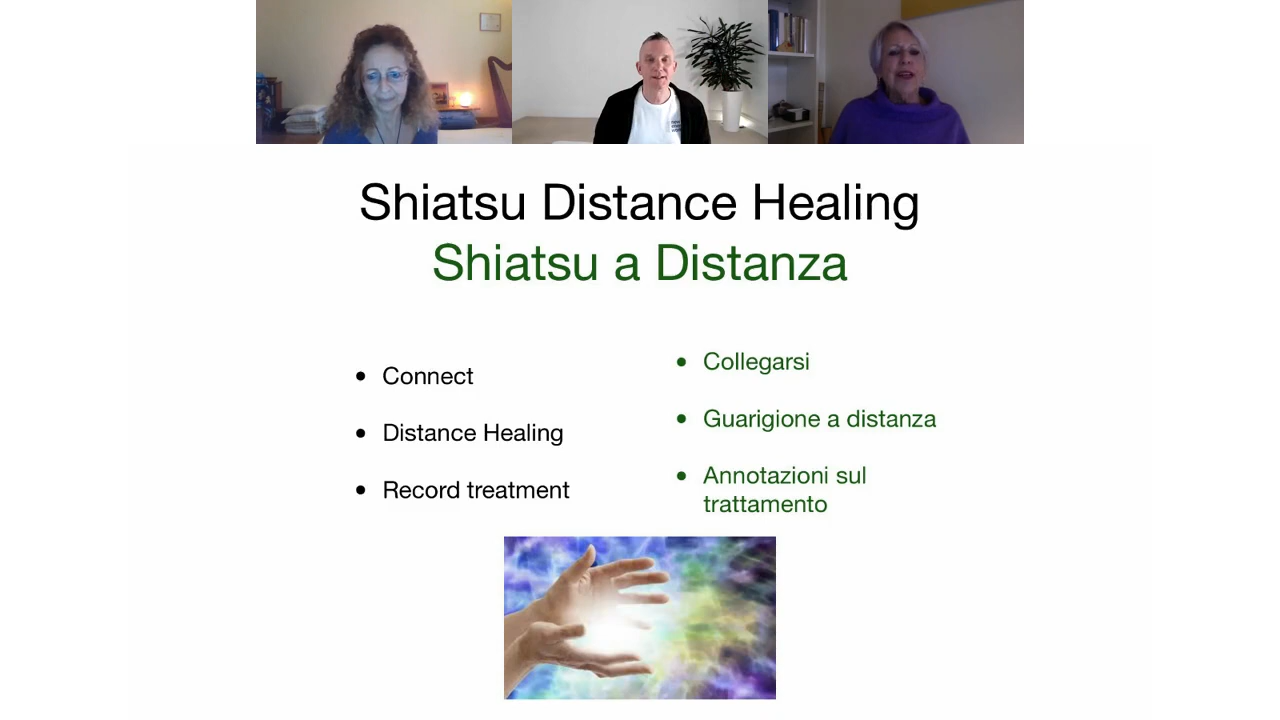 Shiatsu Distance Healing
Shiatsu a Distanza
• Connect
• Distance Healing
• Record treatment
• Collegarsi
• Guarigione a distanza
• Annotazioni sul
trattamento